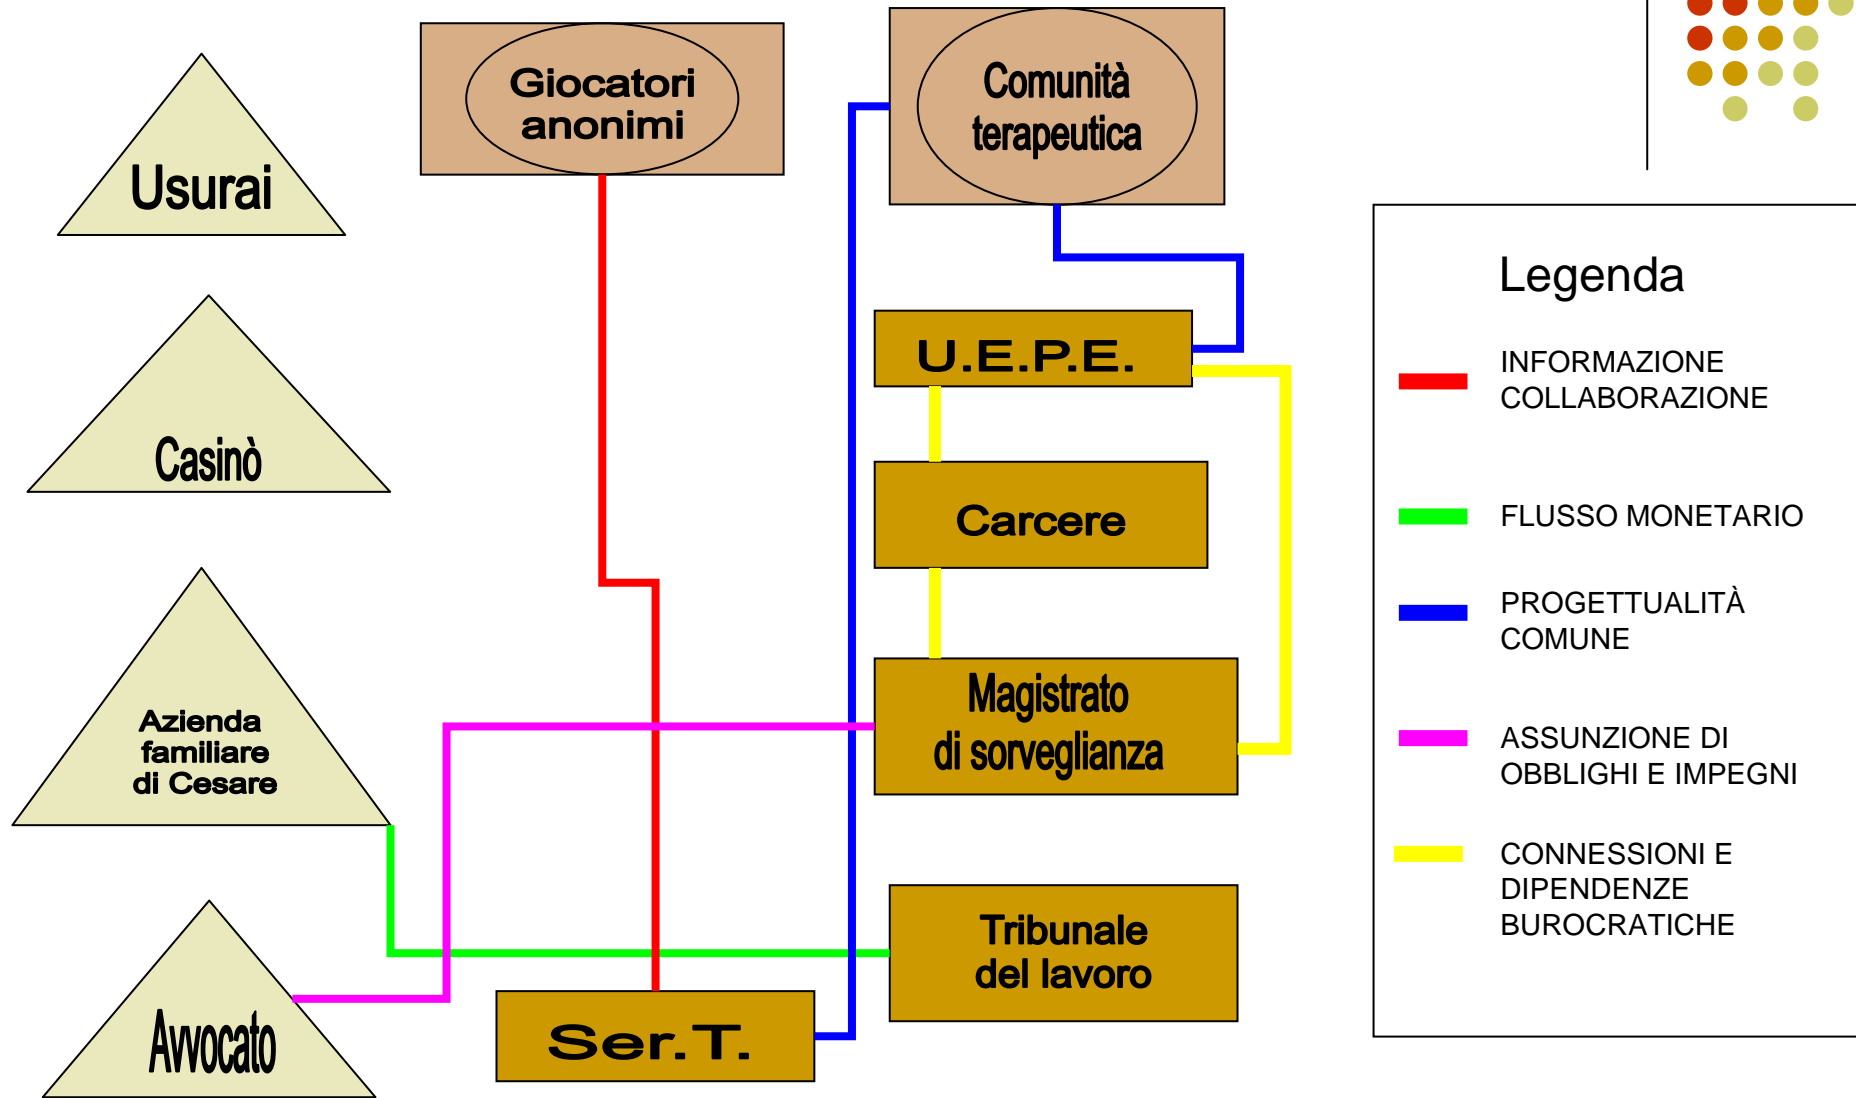 Usurai
Casinò
Azienda
familiare
di Cesare
Avvocato
Giocatori
anonimi
Ser.T.
Comunità
terapeutica
U.E.P.E.
Carcere
Magistrato
di sorveglianza
Tribunale
del lavoro
Legenda
INFORMAZIONE
COLLABORAZIONE
FLUSSO MONETARIO
PROGETTUALITÀ
COMUNE
ASSUNZIONE DI
OBBLIGHI E IMPEGNI
CONNESSIONI E
DIPENDENZE
BUROCRATICHE